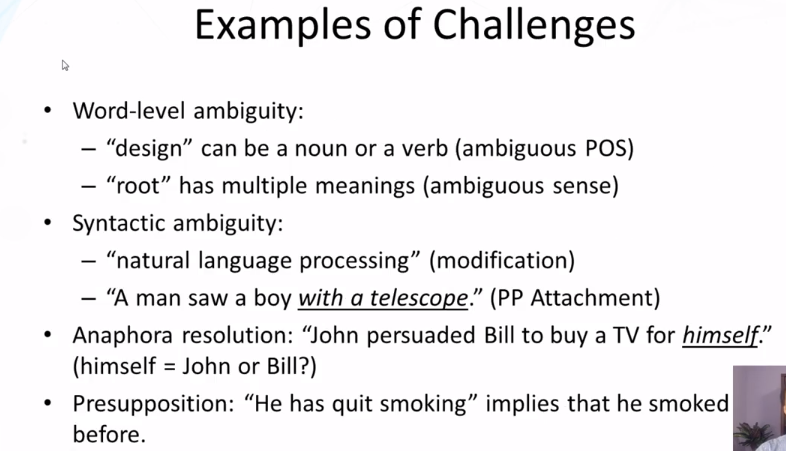 Examples of Challenges
• Word-level ambiguity:
– “design” can be a noun or a verb (ambiguous POS)
– “root” has multiple meanings (ambiguous sense)
• Syntactic ambiguity:
– “natural language processing” (modification)
– “A man saw a boy with a telescope.” (PP Attachment)
• Anaphora resolution: “John persuaded Bill to buy a TV for himself.”
(himself = John or Bill?)
• Presupposition: “He has quit smoking” implies that he smoked
before.